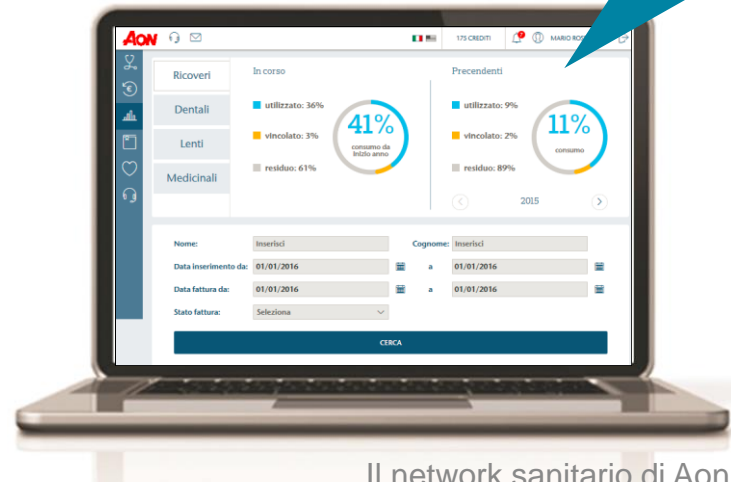 AON
175 CREDITI
MARIO ROS
Ricoveri
Dentali
Lenti
Medicinali
In corso
utilizzato: 36%
vincolato: 3%
residuo: 61%
41%
consumo da
inizio anno
Precendenti
utilizzato: 9%
vincolato: 2%
residuo: 89%
11%
consumo
2015
Nome: Inserisci Cognome: Inserisci
Data inserimento da: 01/01/2016 a 01/01/2016
Data fattura da: 01/01/2016 a 01/01/2016
Stato fattura: Seleziona
CERCA
Il network sanitario di Aon